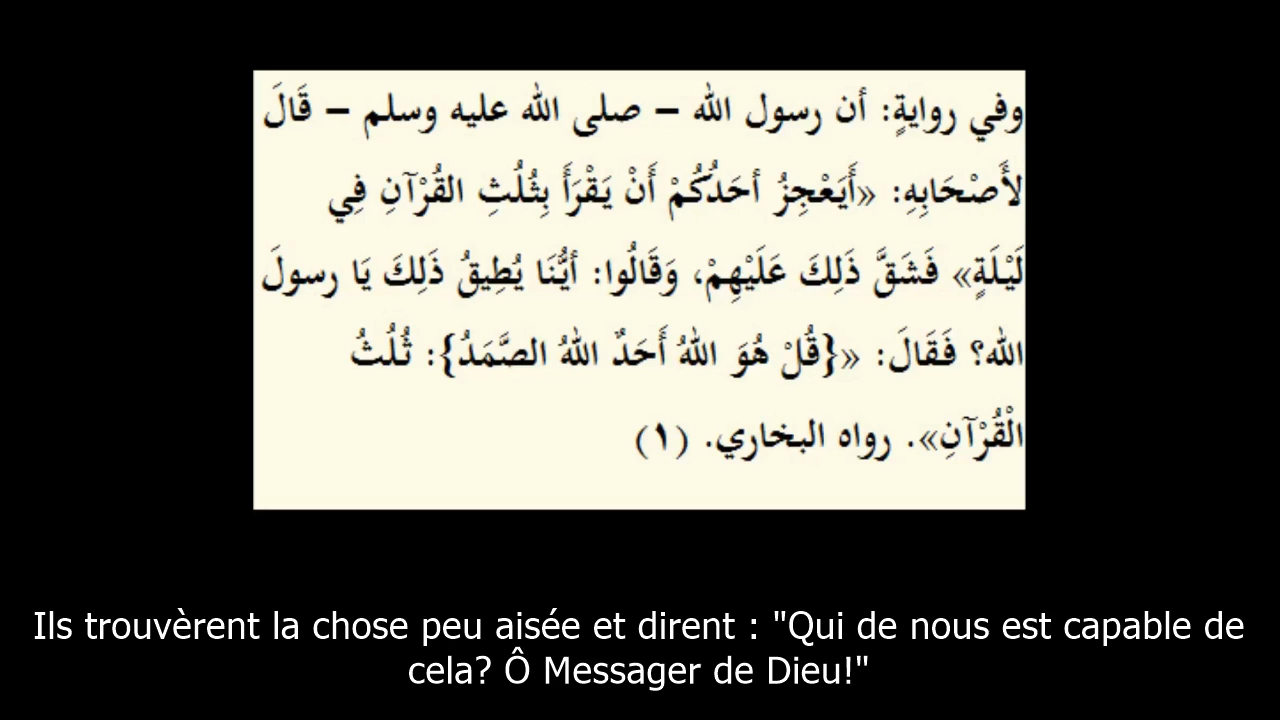 وفي روايةٍ: أن رسول الله – صلى الله عليه وسلم – قَالَ
لأَصْحَابِهِ: «أَيَعْجِزُ أحَدُكُمْ أَنْ يَقْرَأَ بِثُلُثِ القُرْآنِ فِي
لَيْلَةٍ» فَشَقَّ ذَلِكَ عَلَيْهِمْ، وَقَالُوا: أيُّنَا يُطِيقُ ذَلِكَ يَا رسولَ
الله؟ فَقَالَ: «{قُلْ هُوَ اللهُ أَحَدٌ اللهُ الصَّمَدُ}: ثُلُثُ
الْقُرْآنِ». رواه البخاري. (١)
Ils trouvèrent la chose peu aisée et dirent : "Qui de nous est capable de
cela? Ô Messager de Dieu!"